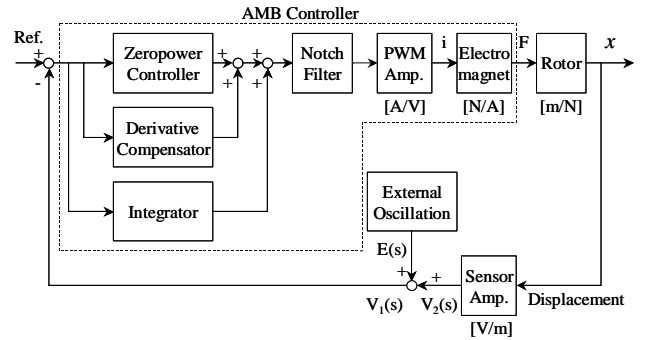 AMB Controller
Ref.
+
-
Zeropower
Controller
+
+
+
+
Derivative
Compensator
Integrator
Notch
Filter
PWM
Amp.
[A/V]
i
Electro
magnet
[N/A]
F
Rotor
[m/N]
x
External
Oscillation
E(s)
+
+
V₁(s)
V₂(s)
Sensor
Amp.
[V/m]
Displacement